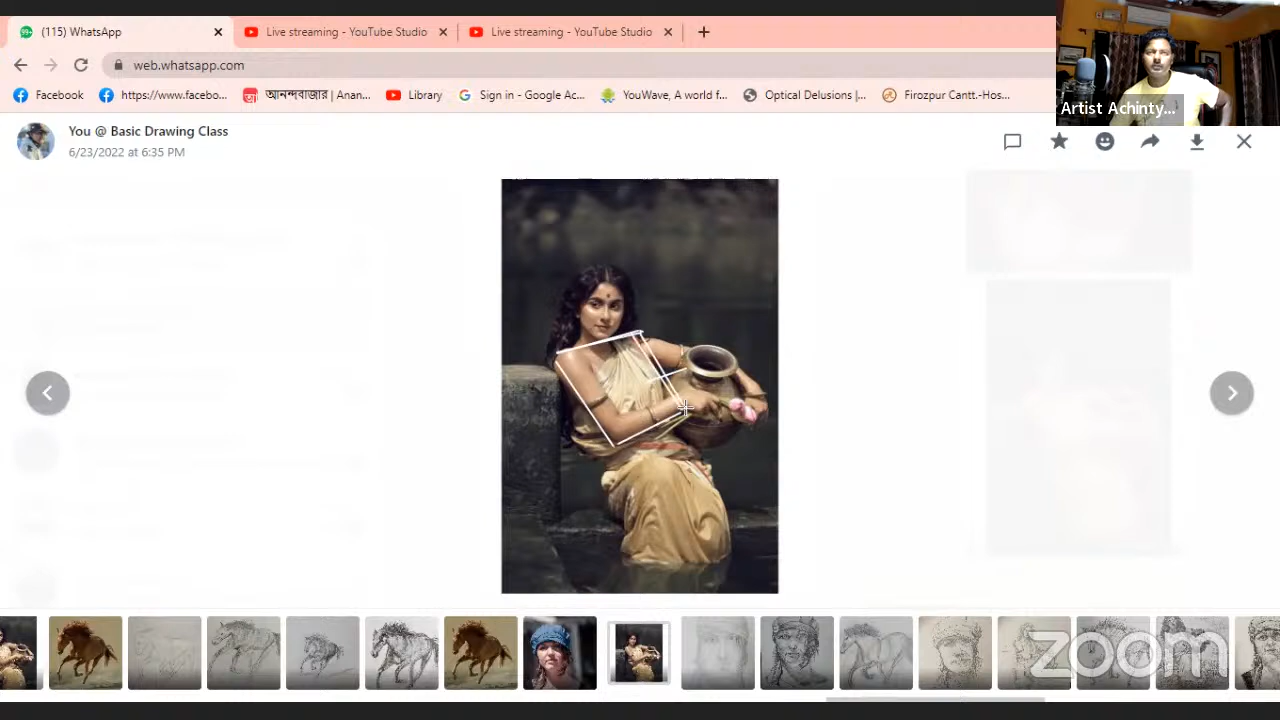 (115) WhatsApp
Live streaming - YouTube Studio
Live streaming - YouTube Studio
web.whatsapp.com
Facebook
https://www.facebo...
আনন্দবাজার | Anan...
Library
Sign in - Google Ac...
YouWave, A world f...
Optical Delusions |...
Firozpur Cantt.-Hos...
Artist Achinty...
You @ Basic Drawing Class
6/23/2022 at 6:35 PM
zoom